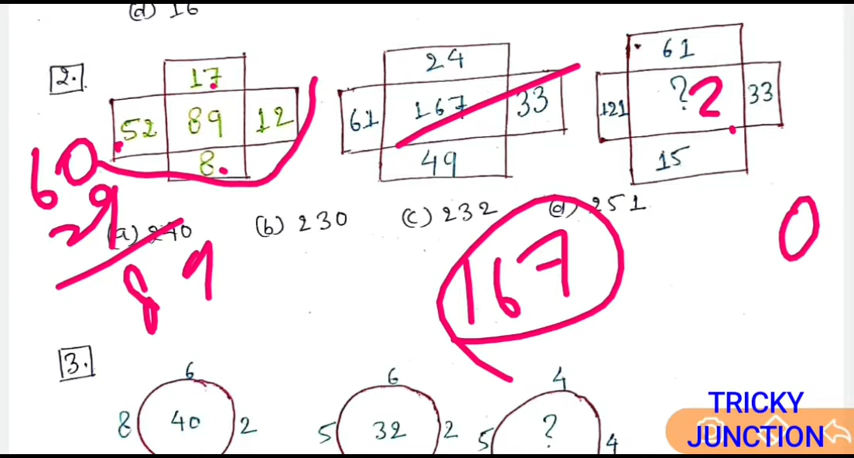 (d) 16
2.
17 24 61
52 89 12 61 167 33 121 ? 2 33
8 49 15
60
29
89
(a) 240 (b) 230 (c) 232 (d) 251
167
0
3.
6 6 4
8 40 2 5 32 2 5 ? 4
TRICKY
JUNCTION